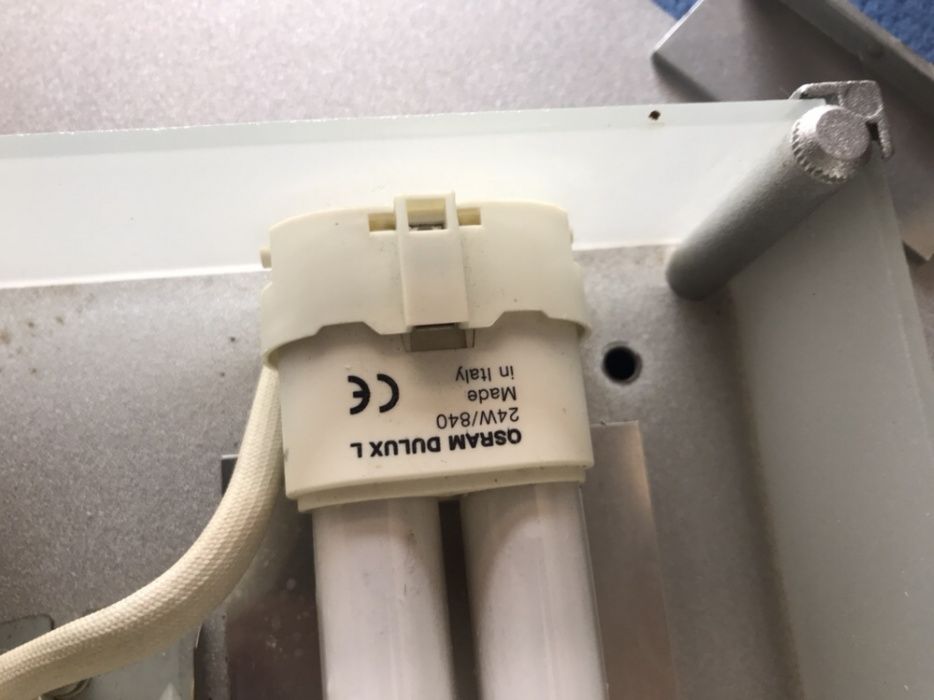 OSRAM DULUX L
24W/840
Made
in Italy
CE